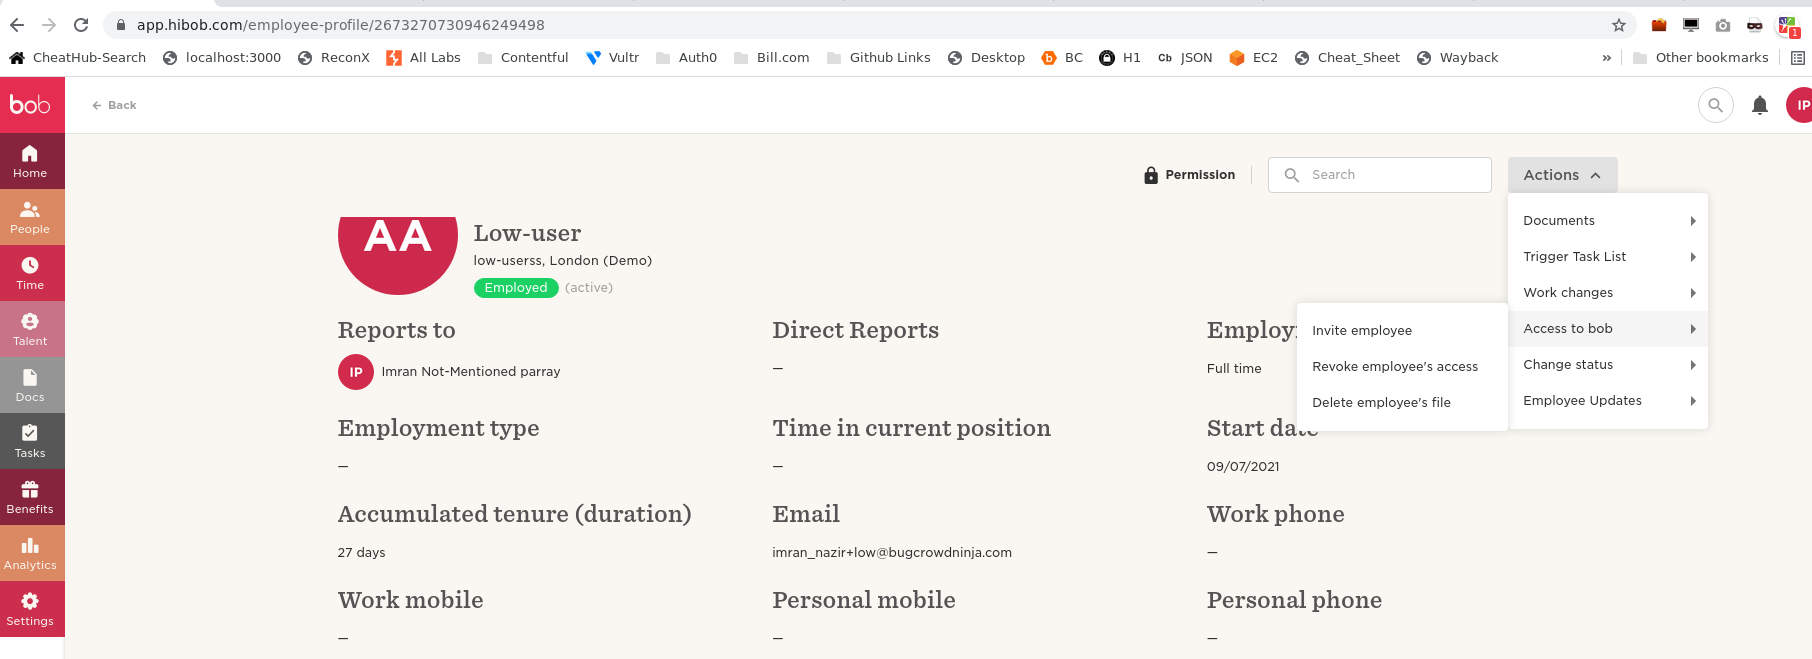 app.hibob.com/employee-profile/2673270730946249498
1
CheatHub-Search localhost:3000 ReconX All Labs Contentful Vultr Auth0 Bill.com Github Links Desktop b BC H1 Cb JSON EC2 Cheat_Sheet Wayback » Other bookmarks
bob
← Back
IP
Home
People
Time
Talent
Docs
Tasks
Benefits
Analytics
Settings
Permission
Search
Actions
Documents
Trigger Task List
Work changes
Access to bob
Change status
Employee Updates
Invite employee
Revoke employee's access
Delete employee's file
AA
Low-user
low-userss, London (Demo)
Employed (active)
Reports to
IP Imran Not-Mentioned parray
Direct Reports
—
Employ
Full time
Employment type
—
Time in current position
—
Start date
09/07/2021
Accumulated tenure (duration)
27 days
Email
imran_nazir+low@bugcrowdninja.com
Work phone
—
Work mobile
—
Personal mobile
—
Personal phone
—